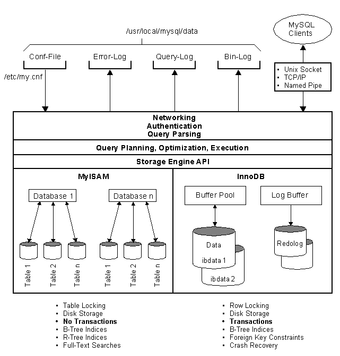 /usr/local/mysql/data
MySQL
Clients
Conf-File
Error-Log
Query-Log
Bin-Log
/etc/my.cnf
• Unix Socket
• TCP/IP
• Named Pipe
Networking
Authentication
Query Parsing
Query Planning, Optimization, Execution
Storage Engine API
MyISAM
InnoDB
Database 1
Database n
Buffer Pool
Log Buffer
Table 1
Table 2
Table n
Table 1
Table 2
Table n
Data
ibdata 1
ibdata 2
Redolog
• Table Locking
• Disk Storage
• No Transactions
• B-Tree Indices
• R-Tree Indices
• Full-Text Searches
• Row Locking
• Disk Storage
• Transactions
• B-Tree Indices
• Foreign Key Constraints
• Crash Recovery